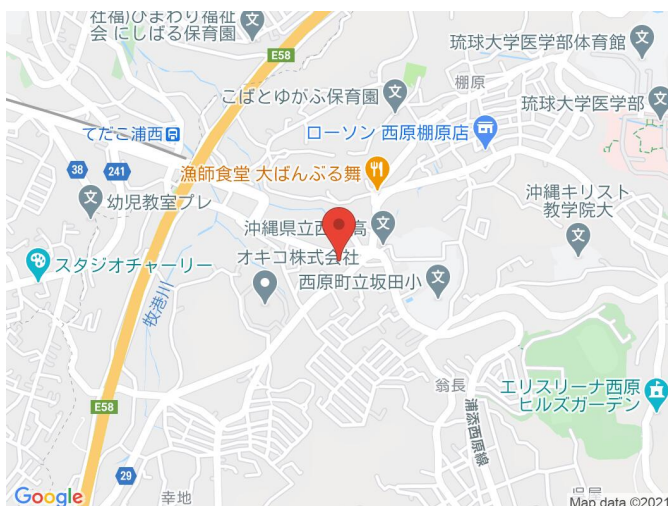 社福)ひまわり福祉
会 にしばる保育園
E58
琉球大学医学部体育館
棚原
こばとゆがふ保育園
琉球大学医学部
てだこ浦西
ローソン 西原棚原店
38
241
漁師食堂 大ばんぶる舞
幼児教室プレ
沖縄キリスト
教学院大
沖縄県立西
高
オキコ株式会社
スタジオチャーリー
西原町立坂田小
牧港川
翁長
エリスリーナ西原
ヒルズガーデン
E58
浦添西原線
29
幸地
Google
Map data ©2021